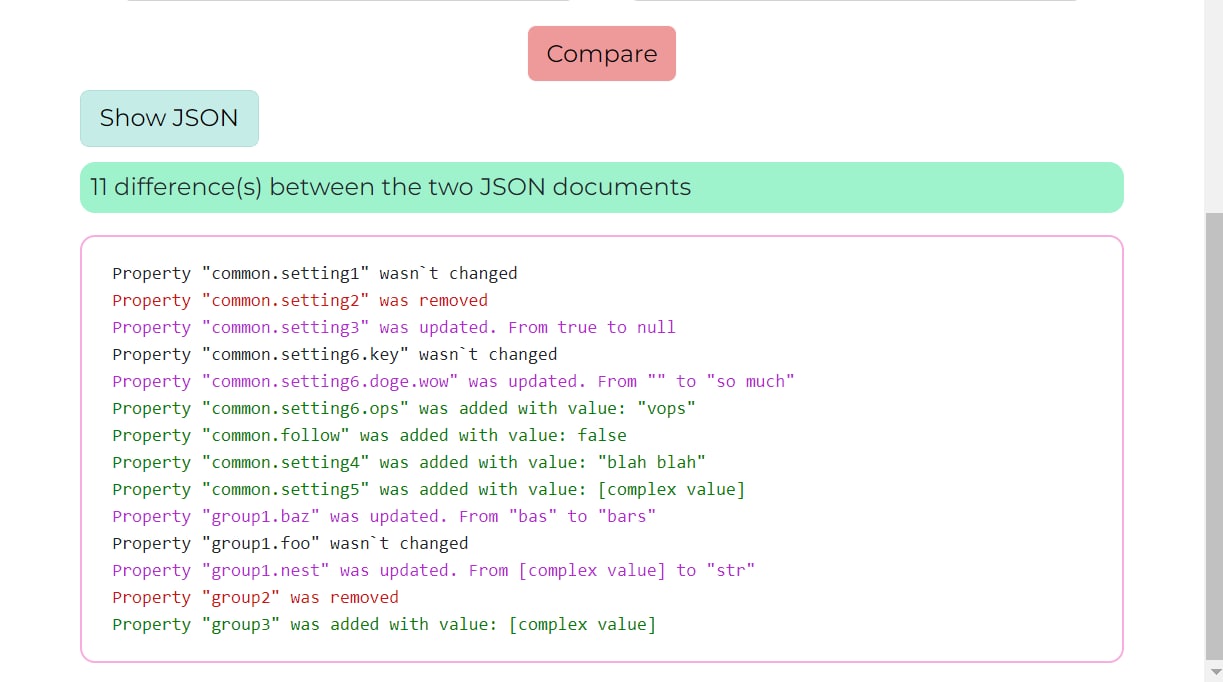 Compare
Show JSON
11 difference(s) between the two JSON documents
Property "common.setting1" wasn`t changed
Property "common.setting2" was removed
Property "common.setting3" was updated. From true to null
Property "common.setting6.key" wasn`t changed
Property "common.setting6.doge.wow" was updated. From "" to "so much"
Property "common.setting6.ops" was added with value: "vops"
Property "common.follow" was added with value: false
Property "common.setting4" was added with value: "blah blah"
Property "common.setting5" was added with value: [complex value]
Property "group1.baz" was updated. From "bas" to "bars"
Property "group1.foo" wasn`t changed
Property "group1.nest" was updated. From [complex value] to "str"
Property "group2" was removed
Property "group3" was added with value: [complex value]